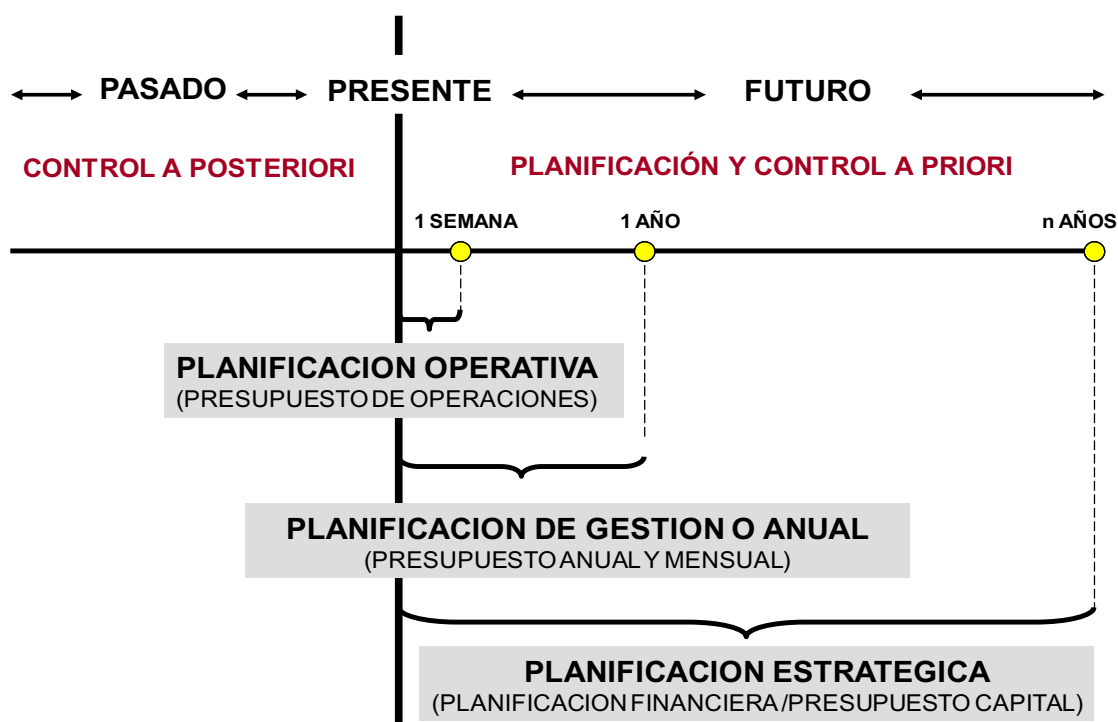 PASADO PRESENTE FUTURO
CONTROL A POSTERIORI PLANIFICACIÓN Y CONTROL A PRIORI
1 SEMANA 1 AÑO n AÑOS
PLANIFICACION OPERATIVA
(PRESUPUESTO DE OPERACIONES)
PLANIFICACION DE GESTION O ANUAL
(PRESUPUESTO ANUAL Y MENSUAL)
PLANIFICACION ESTRATEGICA
(PLANIFICACION FINANCIERA/PRESUPUESTO CAPITAL)